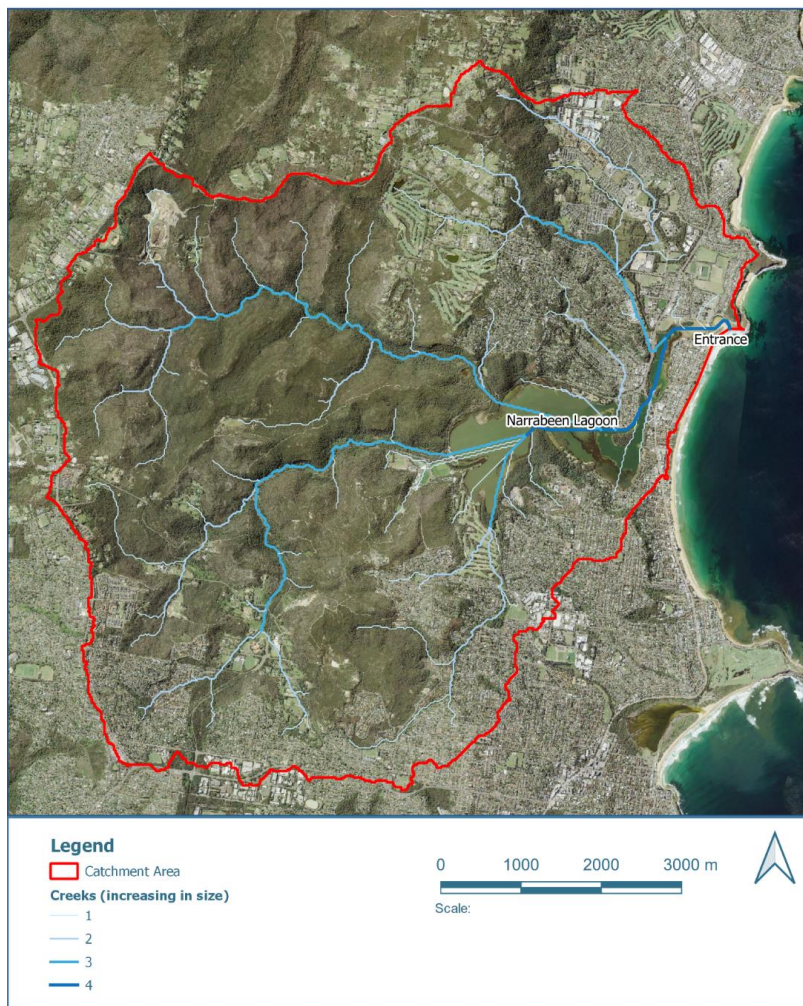 Entrance
Narrabeen Lagoon
Legend
Catchment Area
Creeks (increasing in size)
1
2
3
4
0 1000 2000 3000 m
Scale: